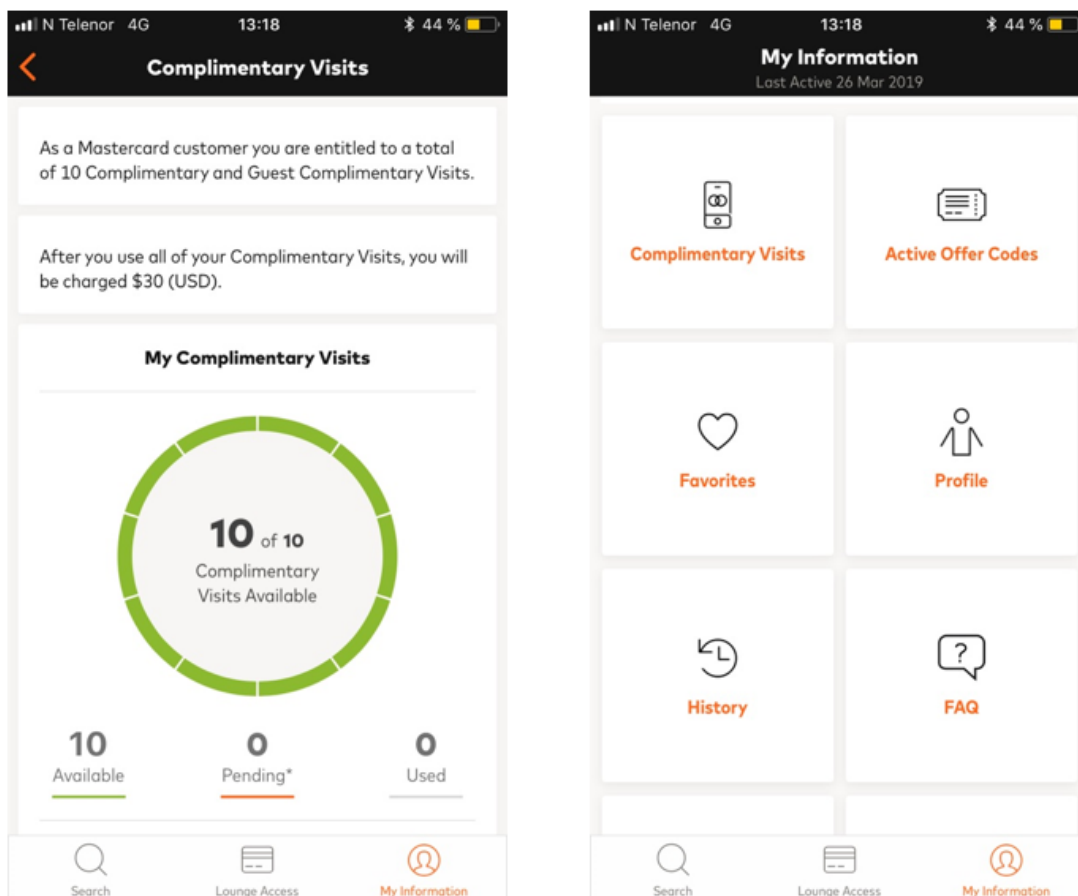 N Telenor 4G 13:18 44 %
Complimentary Visits
As a Mastercard customer you are entitled to a total
of 10 Complimentary and Guest Complimentary Visits.
After you use all of your Complimentary Visits, you will
be charged $30 (USD).
My Complimentary Visits
10 of 10
Complimentary
Visits Available
10 0 0
Available Pending* Used
Search Lounge Access My Information
N Telenor 4G 13:18 44 %
My Information
Last Active 26 Mar 2019
Complimentary Visits Active Offer Codes
Favorites Profile
?
History FAQ
Search Lounge Access My Information